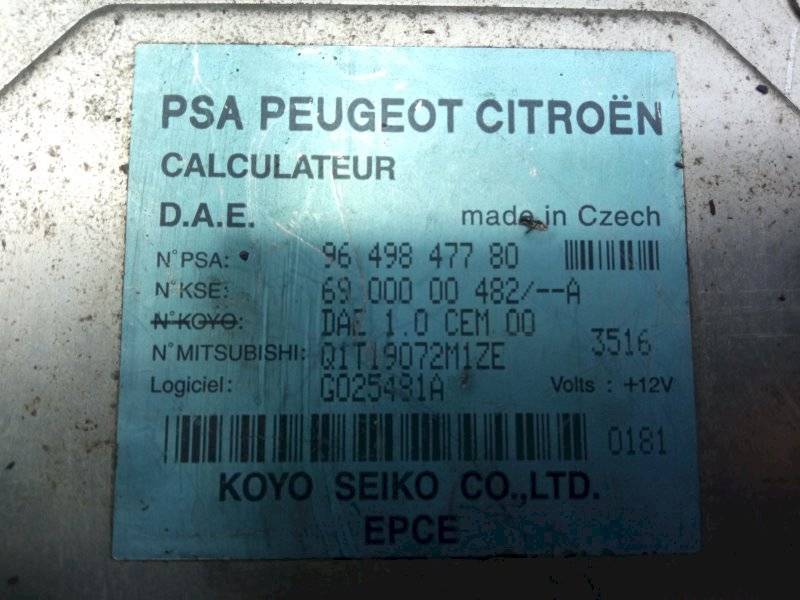 PSA PEUGEOT CITROËN
CALCULATEUR
D.A.E. made in Czech
N°PSA: 96 498 477 80
N°KSE: 69 000 00 482/--A
N°KOYO: DAE 1.0 CEM 00
N°MITSUBISHI: Q1T19072M1ZE 3516
Logiciel: G025481A Volts : +12V
0181
KOYO SEIKO CO.,LTD.
EPCE